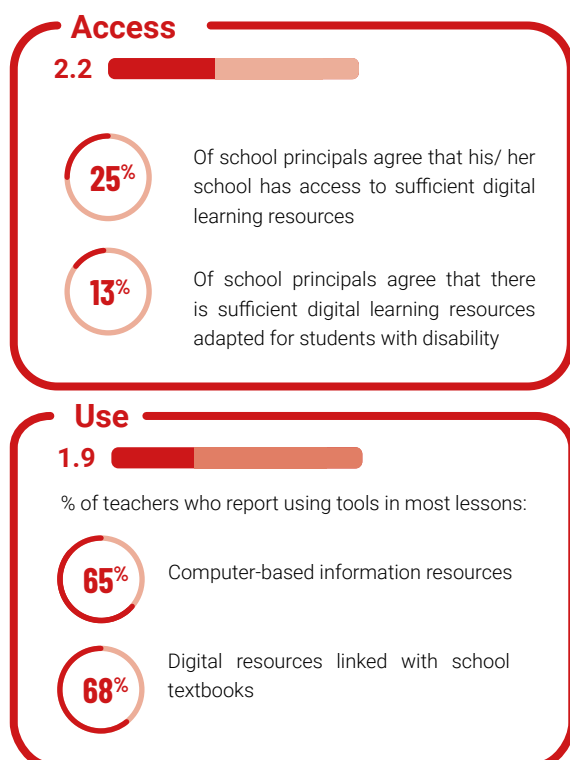 Access
2.2
25%
Of school principals agree that his/ her
school has access to sufficient digital
learning resources
13%
Of school principals agree that there
is sufficient digital learning resources
adapted for students with disability
Use
1.9
% of teachers who report using tools in most lessons:
65%
Computer-based information resources
68%
Digital resources linked with school
textbooks